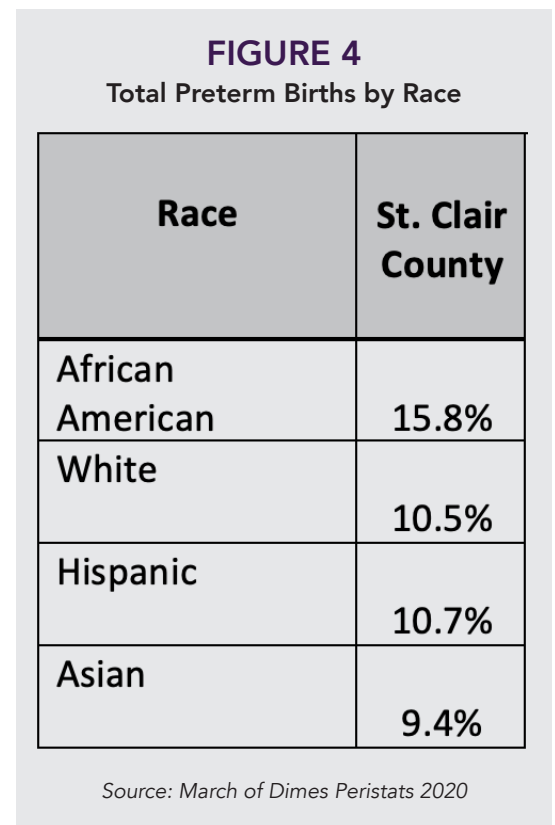 FIGURE 4
Total Preterm Births by Race
Race
St. Clair
County
African
American
15.8%
White
10.5%
Hispanic
10.7%
Asian
9.4%
Source: March of Dimes Peristats 2020